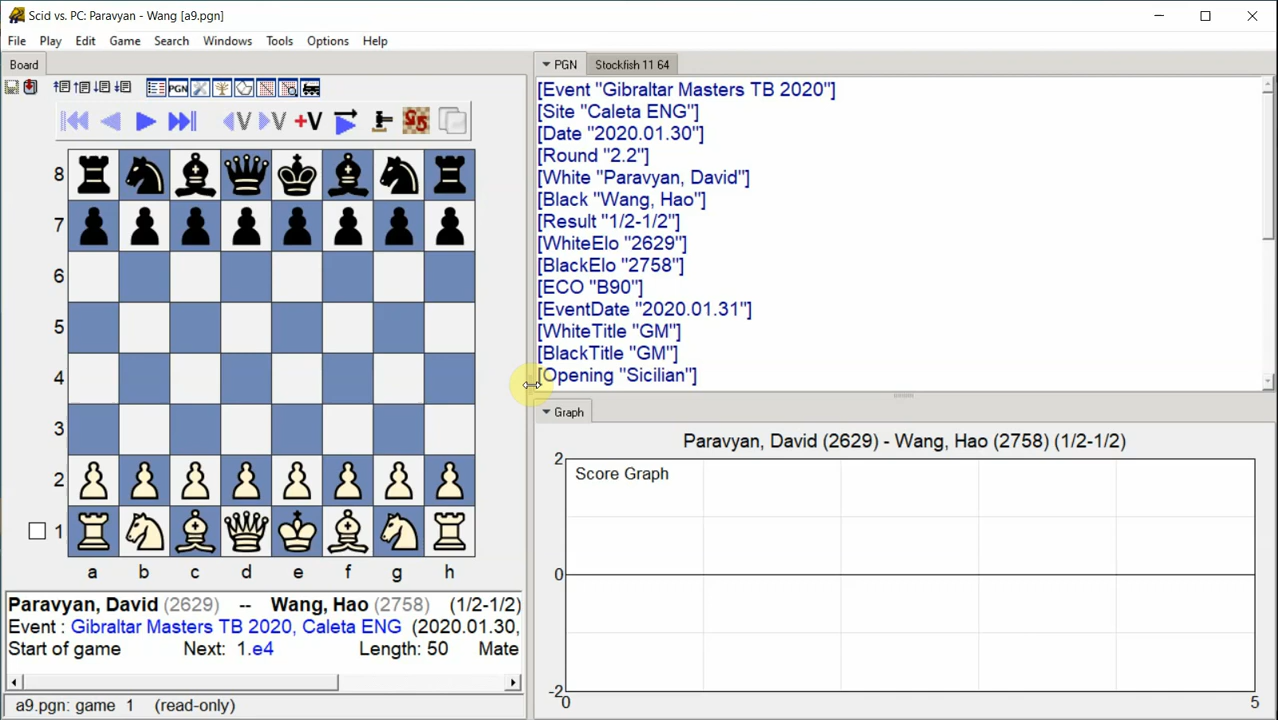 Scid vs. PC: Paravyan - Wang [a9.pgn]
File Play Edit Game Search Windows Tools Options Help
Board
PGN
V V +V
8
7
6
5
4
3
2
1
a b c d e f g h
Paravyan, David (2629) -- Wang, Hao (2758) (1/2-1/2)
Event : Gibraltar Masters TB 2020, Caleta ENG (2020.01.30,
Start of game Next: 1.e4 Length: 50 Mate
a9.pgn: game 1 (read-only)
PGN Stockfish 11 64
[Event "Gibraltar Masters TB 2020"]
[Site "Caleta ENG"]
[Date "2020.01.30"]
[Round "2.2"]
[White "Paravyan, David"]
[Black "Wang, Hao"]
[Result "1/2-1/2"]
[WhiteElo "2629"]
[BlackElo "2758"]
[ECO "B90"]
[EventDate "2020.01.31"]
[WhiteTitle "GM"]
[BlackTitle "GM"]
[Opening "Sicilian"]
Graph
Paravyan, David (2629) - Wang, Hao (2758) (1/2-1/2)
Score Graph
2
0
-2
0 5